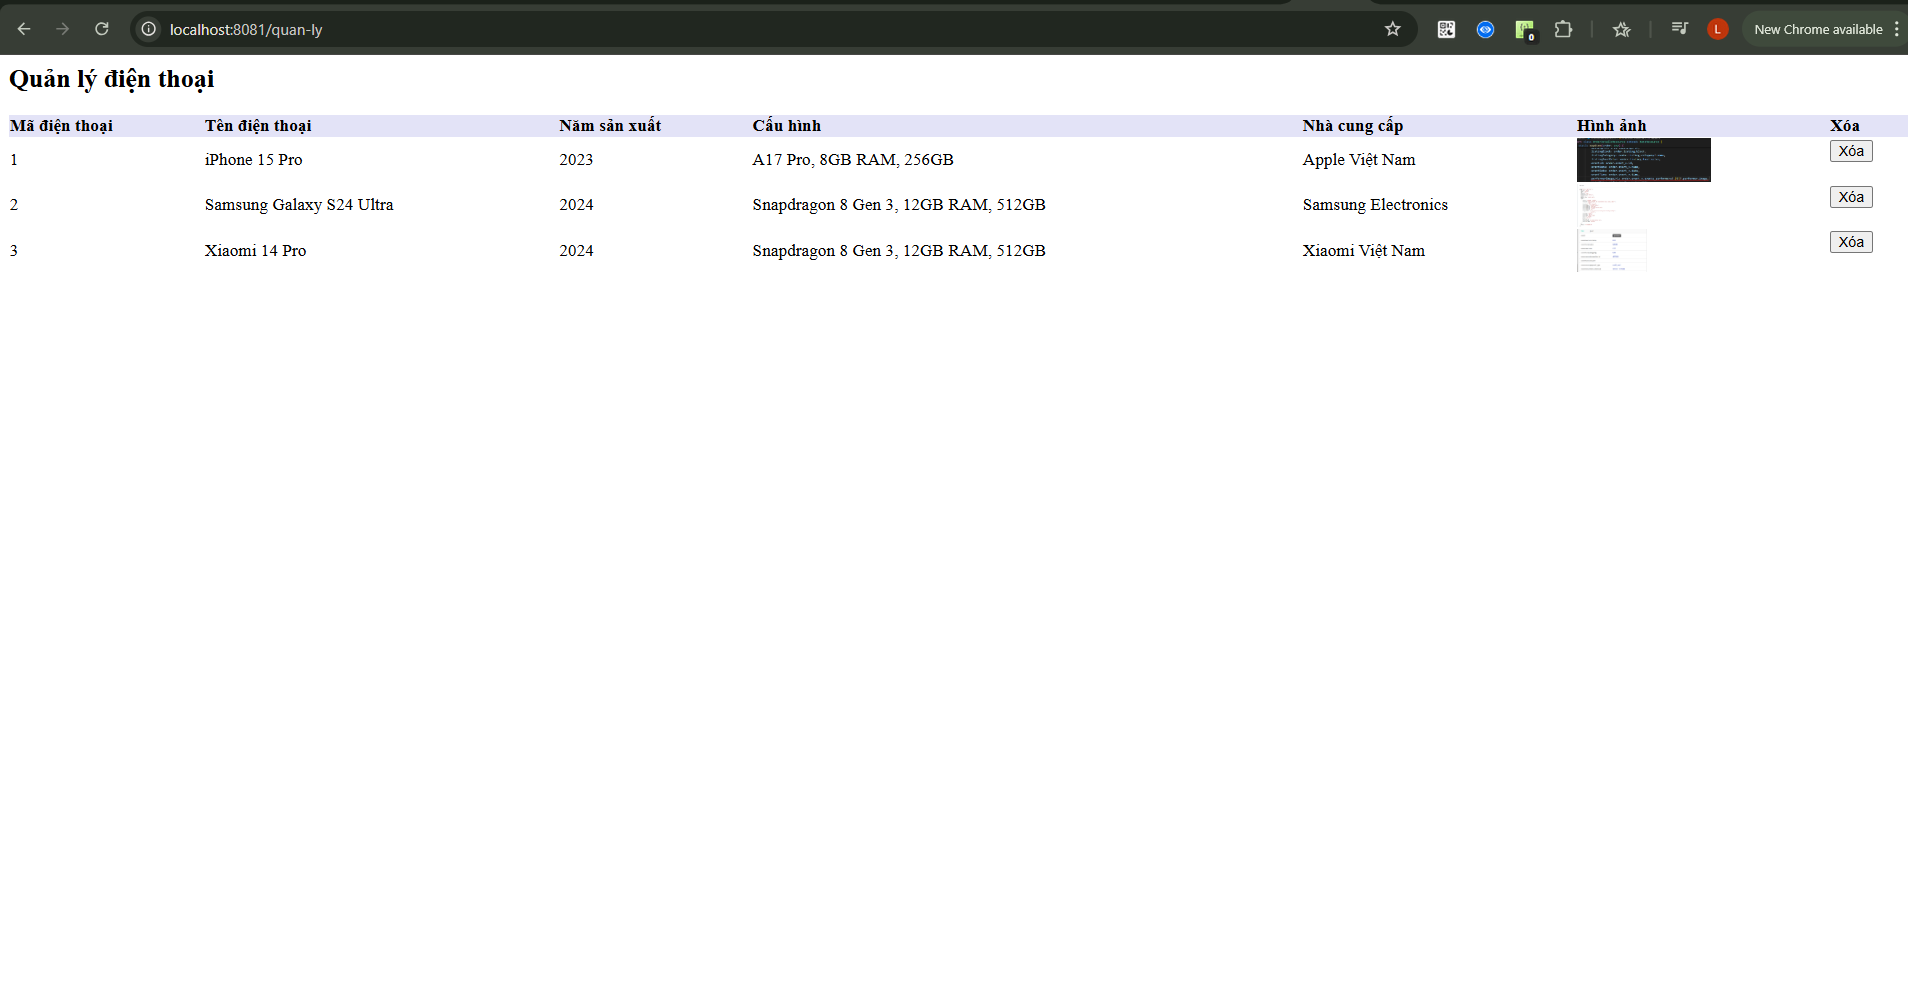 localhost:8081/quan-ly
0
L
New Chrome available
Quản lý điện thoại
Mã điện thoại Tên điện thoại Năm sản xuất Cấu hình Nhà cung cấp Hình ảnh Xóa
1 iPhone 15 Pro 2023 A17 Pro, 8GB RAM, 256GB Apple Việt Nam Xóa
2 Samsung Galaxy S24 Ultra 2024 Snapdragon 8 Gen 3, 12GB RAM, 512GB Samsung Electronics Xóa
3 Xiaomi 14 Pro 2024 Snapdragon 8 Gen 3, 12GB RAM, 512GB Xiaomi Việt Nam Xóa